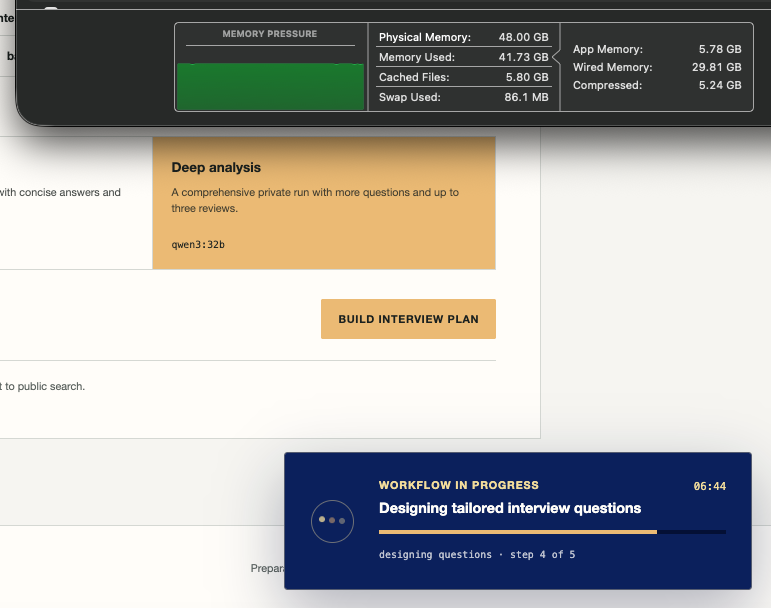 MEMORY PRESSURE
Physical Memory: 48.00 GB
Memory Used: 41.73 GB
Cached Files: 5.80 GB
Swap Used: 86.1 MB
App Memory: 5.78 GB
Wired Memory: 29.81 GB
Compressed: 5.24 GB
with concise answers and
Deep analysis
A comprehensive private run with more questions and up to
three reviews.
qwen3:32b
BUILD INTERVIEW PLAN
to public search.
WORKFLOW IN PROGRESS
06:44
Designing tailored interview questions
designing questions · step 4 of 5